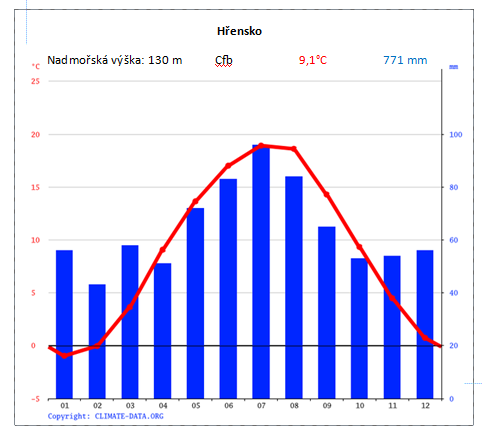 Hřensko
Nadmořská výška: 130 m Cfb 9,1°C 771 mm
°C mm
25
20 100
15 80
10 60
5 40
0 20
-5 0
01 02 03 04 05 06 07 08 09 10 11 12
Copyright: CLIMATE-DATA.ORG